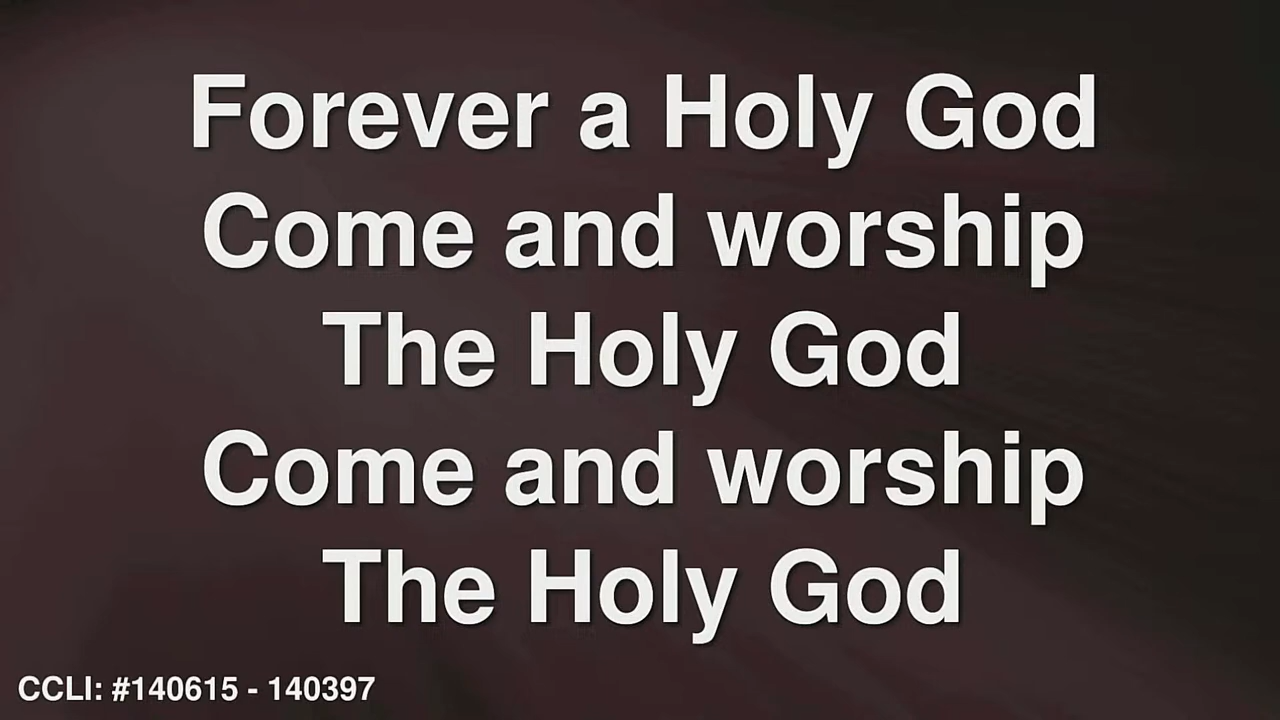 Forever a Holy God
Come and worship
The Holy God
Come and worship
The Holy God
CCLI: #140615 - 140397